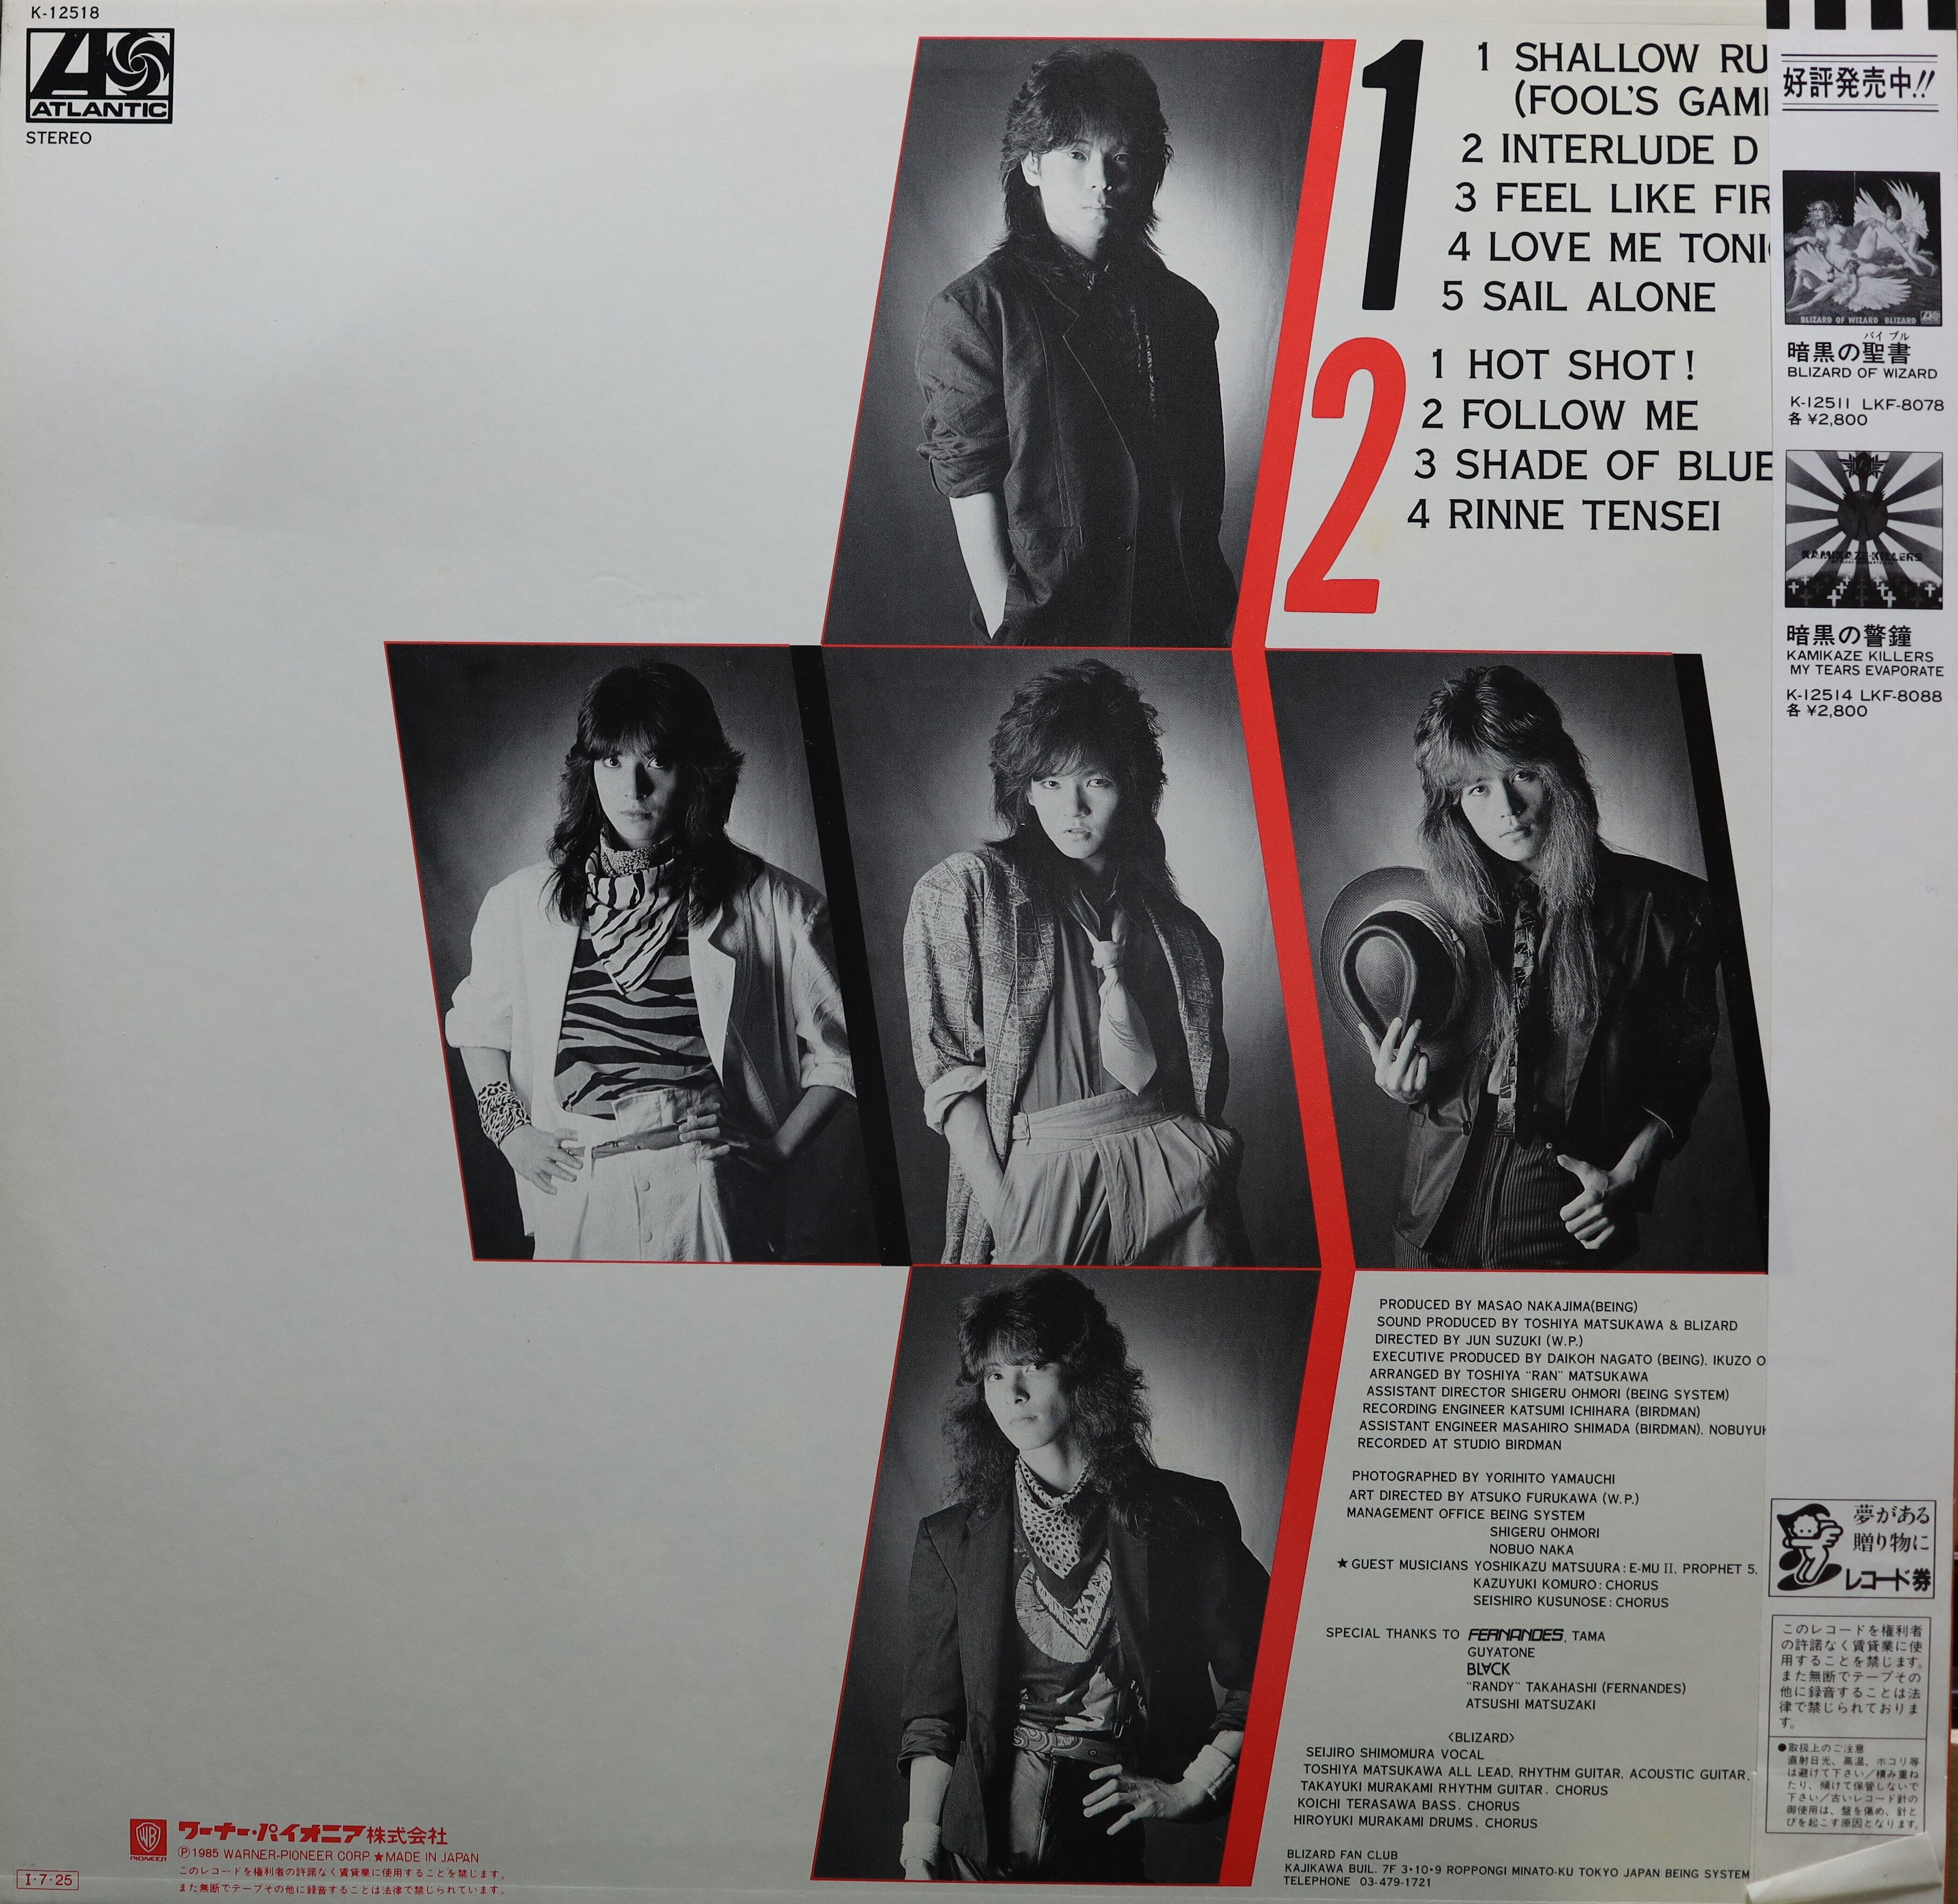 K-12518
ATLANTIC
STEREO
1
1 SHALLOW RU
(FOOL'S GAM
2 INTERLUDE D
3 FEEL LIKE FIR
4 LOVE ME TONI
5 SAIL ALONE
2
1 HOT SHOT!
2 FOLLOW ME
3 SHADE OF BLUE
4 RINNE TENSEI
好評発売中!!
BLIZARD OF WIZARD BLIZARD
バイブル
暗黒の聖書
BLIZARD OF WIZARD
K-12511 LKF-8078
各 ¥2,800
KAMIKAZE KILLERS
暗黒の警鐘
KAMIKAZE KILLERS
MY TEARS EVAPORATE
K-12514 LKF-8088
各 ¥2,800
PRODUCED BY MASAO NAKAJIMA(BEING)
SOUND PRODUCED BY TOSHIYA MATSUKAWA & BLIZARD
DIRECTED BY JUN SUZUKI (W.P.)
EXECUTIVE PRODUCED BY DAIKOH NAGATO (BEING). IKUZO O
ARRANGED BY TOSHIYA "RAN" MATSUKAWA
ASSISTANT DIRECTOR SHIGERU OHMORI (BEING SYSTEM)
RECORDING ENGINEER KATSUMI ICHIHARA (BIRDMAN)
ASSISTANT ENGINEER MASAHIRO SHIMADA (BIRDMAN). NOBUYUK
RECORDED AT STUDIO BIRDMAN
PHOTOGRAPHED BY YORIHITO YAMAUCHI
ART DIRECTED BY ATSUKO FURUKAWA (W.P.)
MANAGEMENT OFFICE BEING SYSTEM
SHIGERU OHMORI
NOBUO NAKA
★GUEST MUSICIANS YOSHIKAZU MATSUURA: E-MU II. PROPHET 5.
KAZUYUKI KOMURO: CHORUS
SEISHIRO KUSUNOSE: CHORUS
SPECIAL THANKS TO FERNANDES, TAMA
GUYATONE
BLACK
"RANDY" TAKAHASHI (FERNANDES)
ATSUSHI MATSUZAKI
<BLIZARD>
SEIJIRO SHIMOMURA VOCAL
TOSHIYA MATSUKAWA ALL LEAD. RHYTHM GUITAR. ACOUSTIC GUITAR.
TAKAYUKI MURAKAMI RHYTHM GUITAR. CHORUS
KOICHI TERASAWA BASS. CHORUS
HIROYUKI MURAKAMI DRUMS. CHORUS
BLIZARD FAN CLUB
KAJIKAWA BUIL. 7F 3•10•9 ROPPONGI MINATO-KU TOKYO JAPAN BEING SYSTEM
TELEPHONE 03-479-1721
夢がある
贈り物に
レコード券
このレコードを権利者
の許諾なく賃貸業に使
用することを禁じます。
また無断でテープその
他に録音することは法
律で禁じられておりま
す。
●取扱上のご注意
直射日光、高温、ホコリ等
は避けて下さい／積み重ね
たり、傾けて保管しないで
下さい／古いレコード針の
御使用は、盤を傷め、針と
びを起こす原因となります。
WB
PIONEER
ワーナー・パイオニア株式会社
Ⓟ1985 WARNER-PIONEER CORP.★MADE IN JAPAN
このレコードを権利者の許諾なく賃貸業に使用することを禁じます。
また無断でテープその他に録音することは法律で禁じられています。
I・7・25